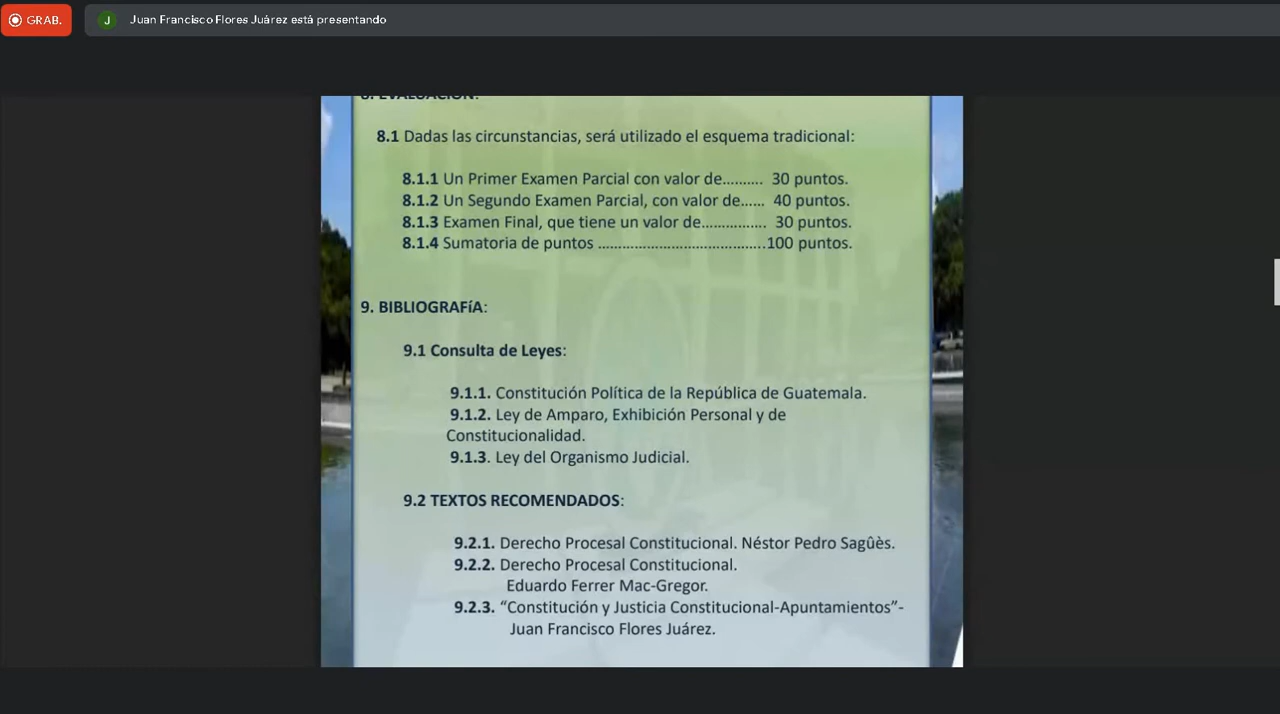 GRAB.
J
Juan Francisco Flores Juárez está presentando
8. EVALUACIÓN:
8.1 Dadas las circunstancias, será utilizado el esquema tradicional:
8.1.1 Un Primer Examen Parcial con valor de.......... 30 puntos.
8.1.2 Un Segundo Examen Parcial, con valor de...... 40 puntos.
8.1.3 Examen Final, que tiene un valor de................ 30 puntos.
8.1.4 Sumatoria de puntos ..........................................100 puntos.
9. BIBLIOGRAFíA:
9.1 Consulta de Leyes:
9.1.1. Constitución Política de la República de Guatemala.
9.1.2. Ley de Amparo, Exhibición Personal y de
Constitucionalidad.
9.1.3. Ley del Organismo Judicial.
9.2 TEXTOS RECOMENDADOS:
9.2.1. Derecho Procesal Constitucional. Néstor Pedro Sagûès.
9.2.2. Derecho Procesal Constitucional.
Eduardo Ferrer Mac-Gregor.
9.2.3. “Constitución y Justicia Constitucional-Apuntamientos”-
Juan Francisco Flores Juárez.